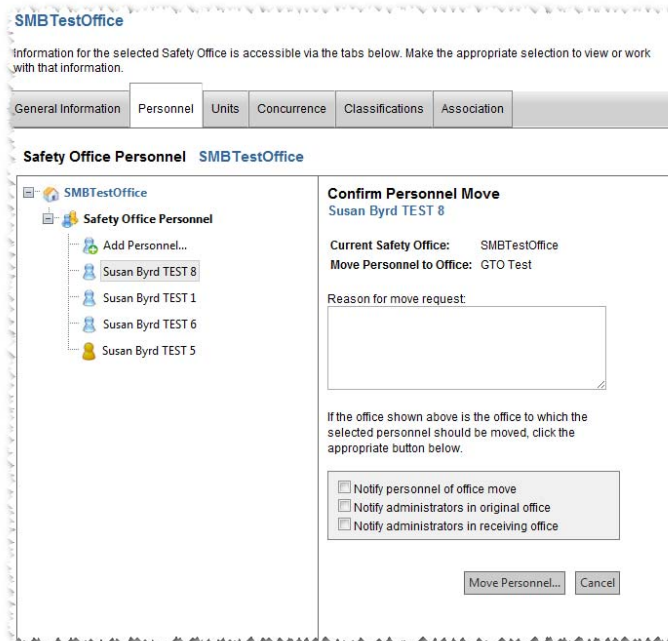 SMBTestOffice
Information for the selected Safety Office is accessible via the tabs below. Make the appropriate selection to view or work
with that information.
General Information Personnel Units Concurrence Classifications Association
Safety Office Personnel SMBTestOffice
SMBTestOffice
Safety Office Personnel
Add Personnel...
Susan Byrd TEST 8
Susan Byrd TEST 1
Susan Byrd TEST 6
Susan Byrd TEST 5
Confirm Personnel Move
Susan Byrd TEST 8
Current Safety Office: SMBTestOffice
Move Personnel to Office: GTO Test
Reason for move request:
If the office shown above is the office to which the
selected personnel should be moved, click the
appropriate button below.
Notify personnel of office move
Notify administrators in original office
Notify administrators in receiving office
Move Personnel... Cancel